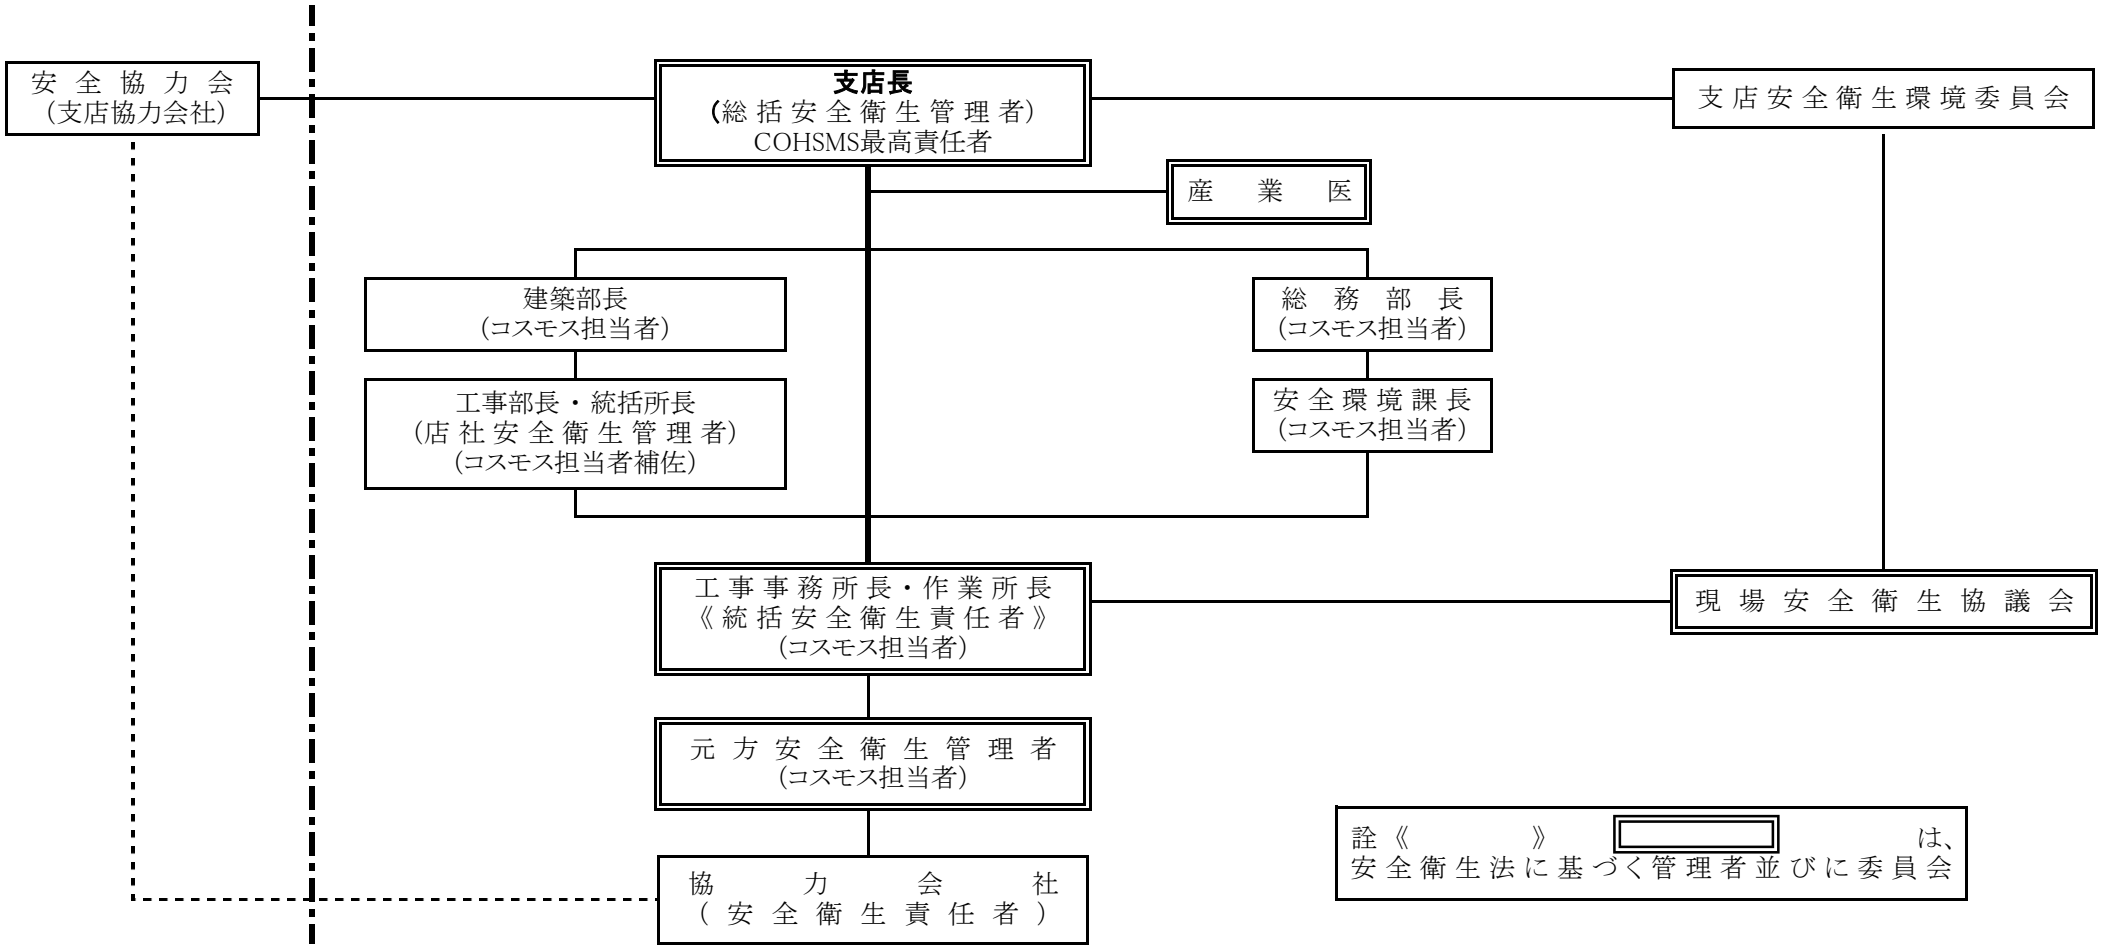 安全協力会
（支店協力会社）
支店長
（総括安全衛生管理者）
COHSMS最高責任者
支店安全衛生環境委員会
産業医
建築部長
（コスモス担当者）
総務部長
（コスモス担当者）
工事部長・統括所長
（店社安全衛生管理者）
（コスモス担当者補佐）
安全環境課長
（コスモス担当者）
工事事務所長・作業所長
《統括安全衛生責任者》
（コスモス担当者）
現場安全衛生協議会
元方安全衛生管理者
（コスモス担当者）
協力会社
（安全衛生責任者）
詮《　　　》　　　　は、
安全衛生法に基づく管理者並びに委員会